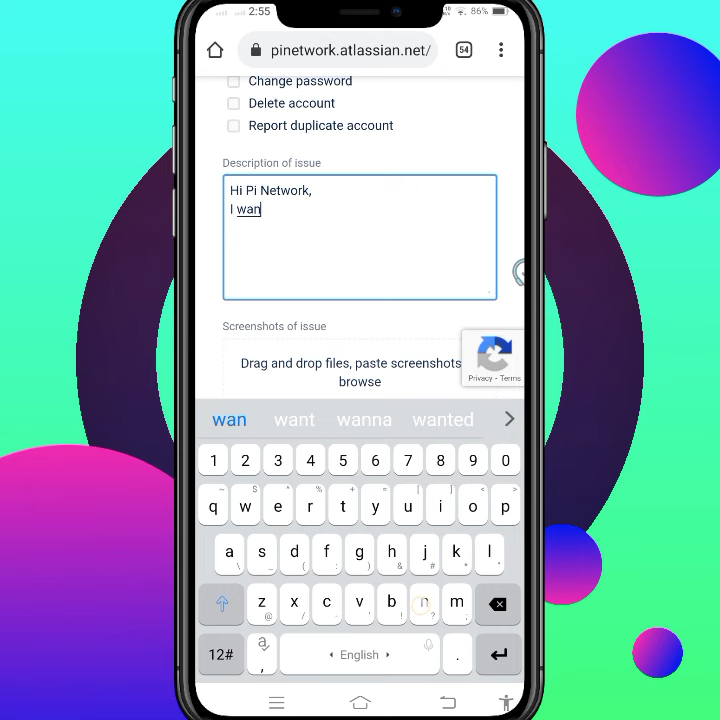 2:55
86%
pinetwork.atlassian.net/
54
Change password
Delete account
Report duplicate account
Description of issue
Hi Pi Network,
I wan
Screenshots of issue
Drag and drop files, paste screenshots
browse
Privacy - Terms
wan want wanna wanted
1 2 3 4 5 6 7 8 9 0
q w e r t y u i o p
a s d f g h j k l
z x c v b n m
12# a , English .